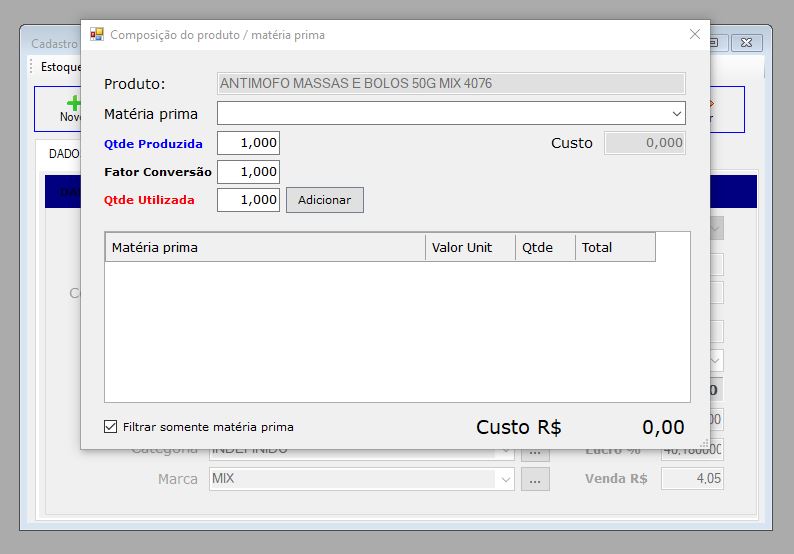 Composição do produto / matéria prima
Cadastro
Estoque
Novo
DADO
Produto: ANTIMOFO MASSAS E BOLOS 50G MIX 4076
Matéria prima
Qtde Produzida 1,000 Custo 0,000
Fator Conversão 1,000
Qtde Utilizada 1,000 Adicionar
Matéria prima Valor Unit Qtde Total
Filtrar somente matéria prima Custo R$ 0,00
Categoria INDEFINIDO ... Lucro % 40,180000
Marca MIX ... Venda R$ 4,05